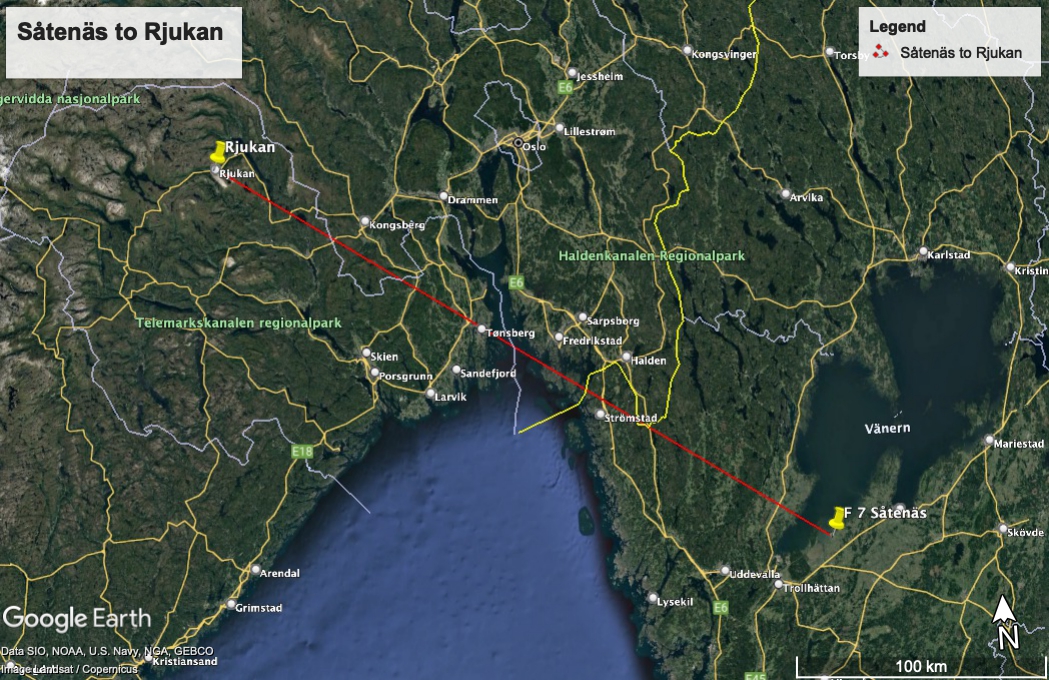 Såtenäs to Rjukan
Legend
Såtenäs to Rjukan
Kongsvinger
Torsby
Jessheim
E6
gervidda nasjonalpark
Lillestrøm
Oslo
Rjukan
Rjukan
Drammen
Arvika
Kongsberg
Haldenkanalen Regionalpark
Karlstad
Kristin
E6
Telemarkskanalen regionalpark
Sarpsborg
Tønsberg
Fredrikstad
Skien
Halden
Porsgrunn
Sandefjord
Larvik
Strømstad
Vänern
Mariestad
E18
F 7 Såtenäs
Skövde
Arendal
Uddevalla
Trollhättan
Grimstad
Lysekil
E6
Google Earth
N
Data SIO, NOAA, U.S. Navy, NGA, GEBCO
Image Landsat / Copernicus
Kristiansand
100 km
E45